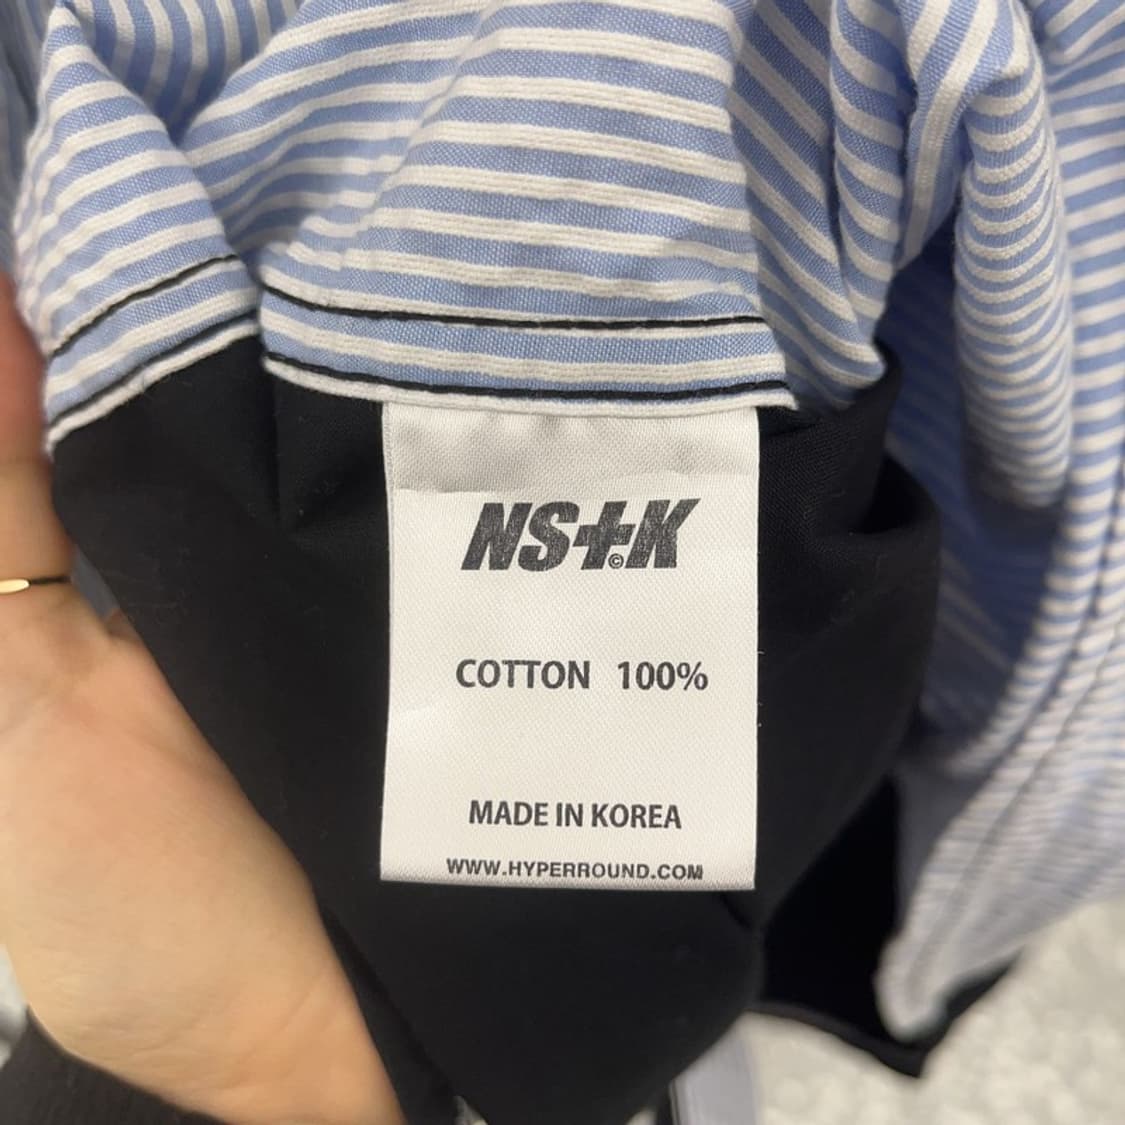 NS+K
©
COTTON 100%
MADE IN KOREA
WWW.HYPERROUND.COM